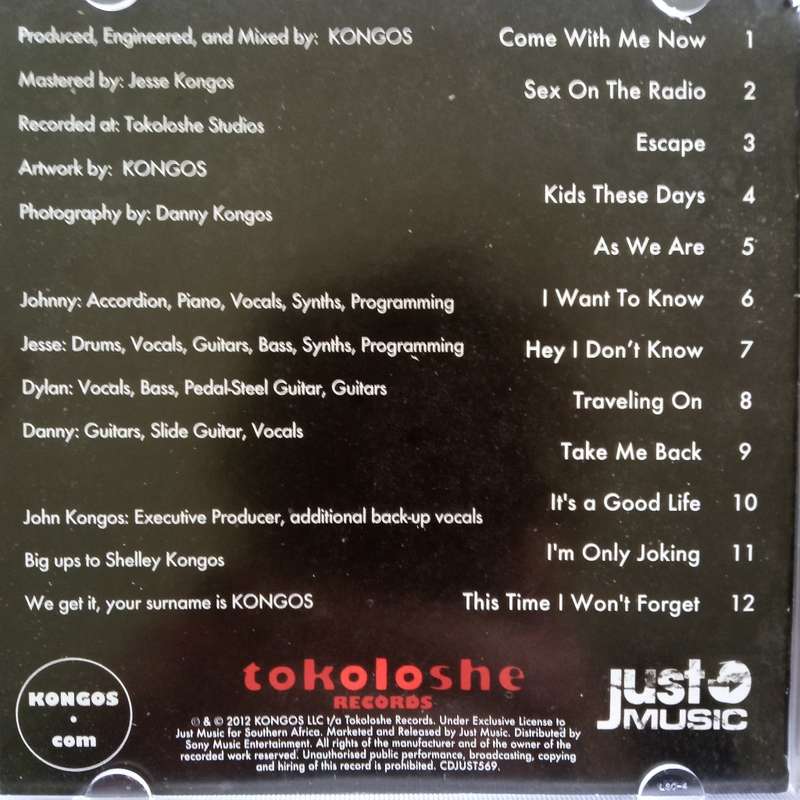 Produced, Engineered, and Mixed by: KONGOS
Mastered by: Jesse Kongos
Recorded at: Tokoloshe Studios
Artwork by: KONGOS
Photography by: Danny Kongos
Johnny: Accordion, Piano, Vocals, Synths, Programming
Jesse: Drums, Vocals, Guitars, Bass, Synths, Programming
Dylan: Vocals, Bass, Pedal-Steel Guitar, Guitars
Danny: Guitars, Slide Guitar, Vocals
John Kongos: Executive Producer, additional back-up vocals
Big ups to Shelley Kongos
We get it, your surname is KONGOS
Come With Me Now 1
Sex On The Radio 2
Escape 3
Kids These Days 4
As We Are 5
I Want To Know 6
Hey I Don't Know 7
Traveling On 8
Take Me Back 9
It's a Good Life 10
I'm Only Joking 11
This Time I Won't Forget 12
KONGOS
.
com
tokoloshe
RECORDS
℗ & © 2012 KONGOS LLC t/a Tokoloshe Records. Under Exclusive License to
Just Music for Southern Africa. Marketed and Released by Just Music. Distributed by
Sony Music Entertainment. All rights of the manufacturer and of the owner of the
recorded work reserved. Unauthorised public performance, broadcasting, copying
and hiring of this record is prohibited. CDJUST569.
just
MUSIC